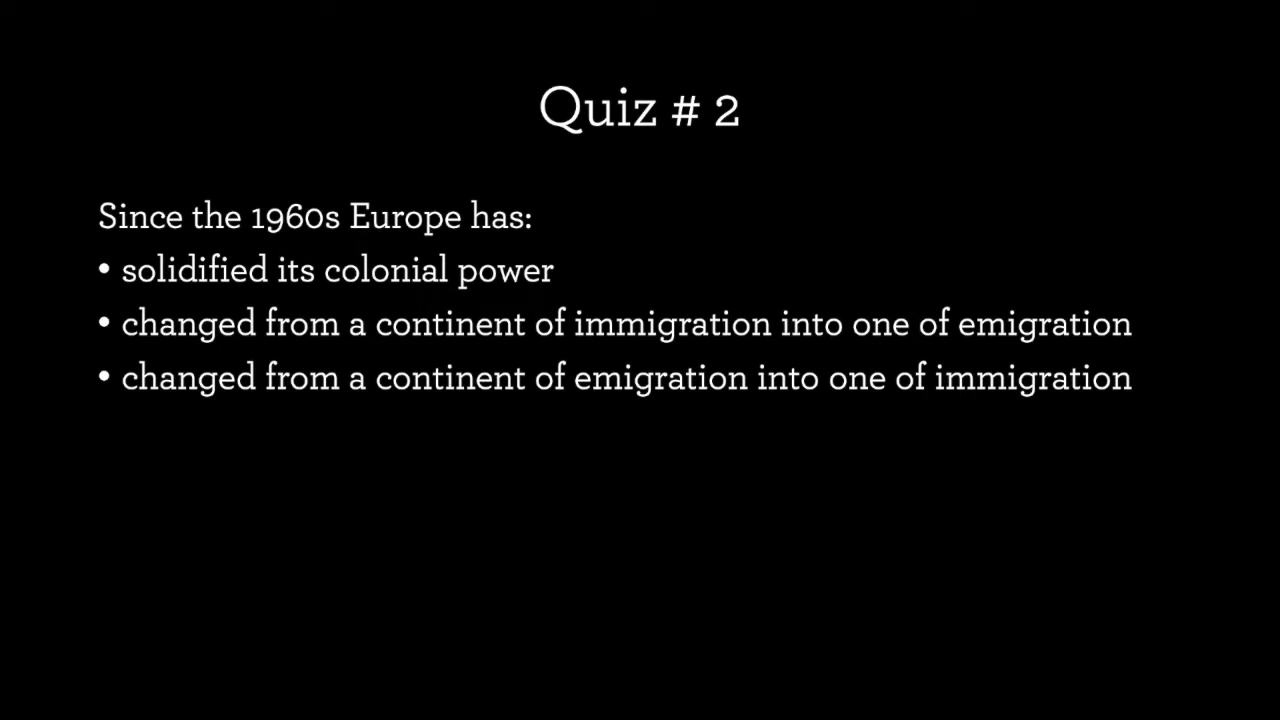 Quiz # 2
Since the 1960s Europe has:
• solidified its colonial power
• changed from a continent of immigration into one of emigration
• changed from a continent of emigration into one of immigration